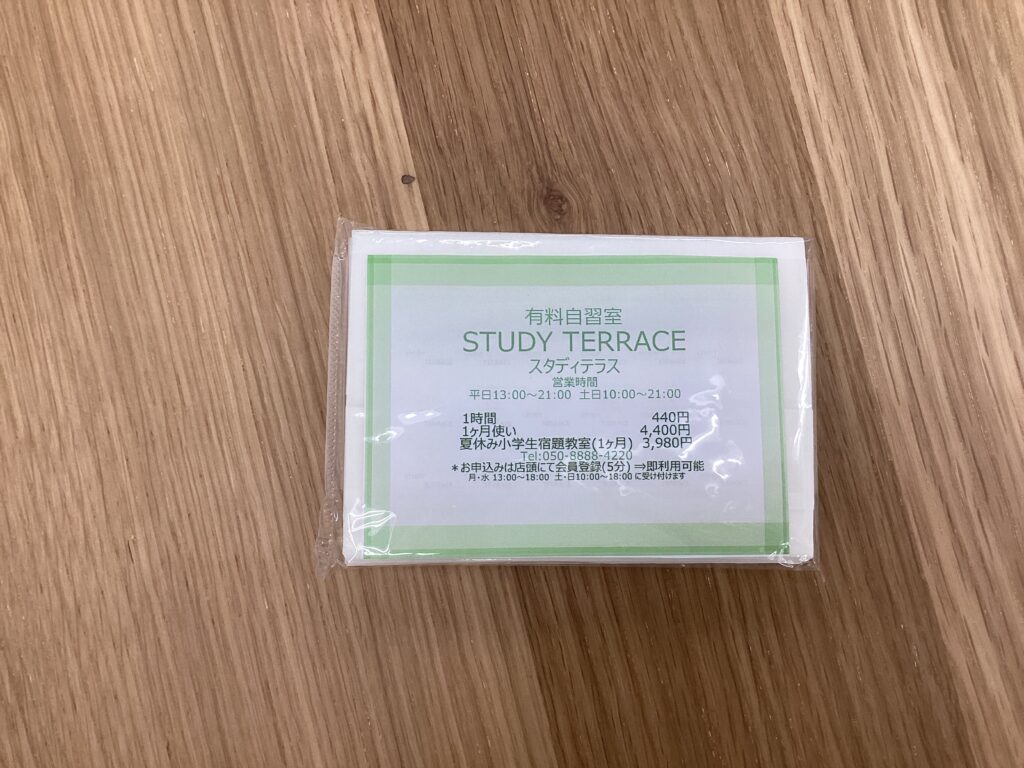 有料自習室
STUDY TERRACE
スタディテラス
営業時間
平日13:00～21:00 土日10:00～21:00
1時間 440円
1ヶ月使い 4,400円
夏休み小学生宿題教室(1ヶ月) 3,980円
Tel:050-8888-4220
＊お申込みは店頭にて会員登録(5分) ⇒即利用可能
月・水 13:00～18:00 土・日10:00～18:00 に受け付けます